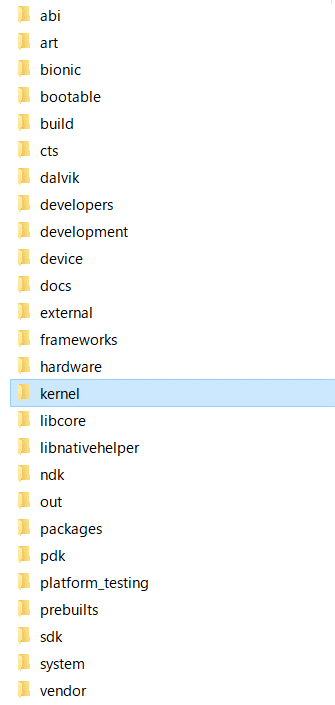 abi
art
bionic
bootable
build
cts
dalvik
developers
development
device
docs
external
frameworks
hardware
kernel
libcore
libnativehelper
ndk
out
packages
pdk
platform_testing
prebuilts
sdk
system
vendor